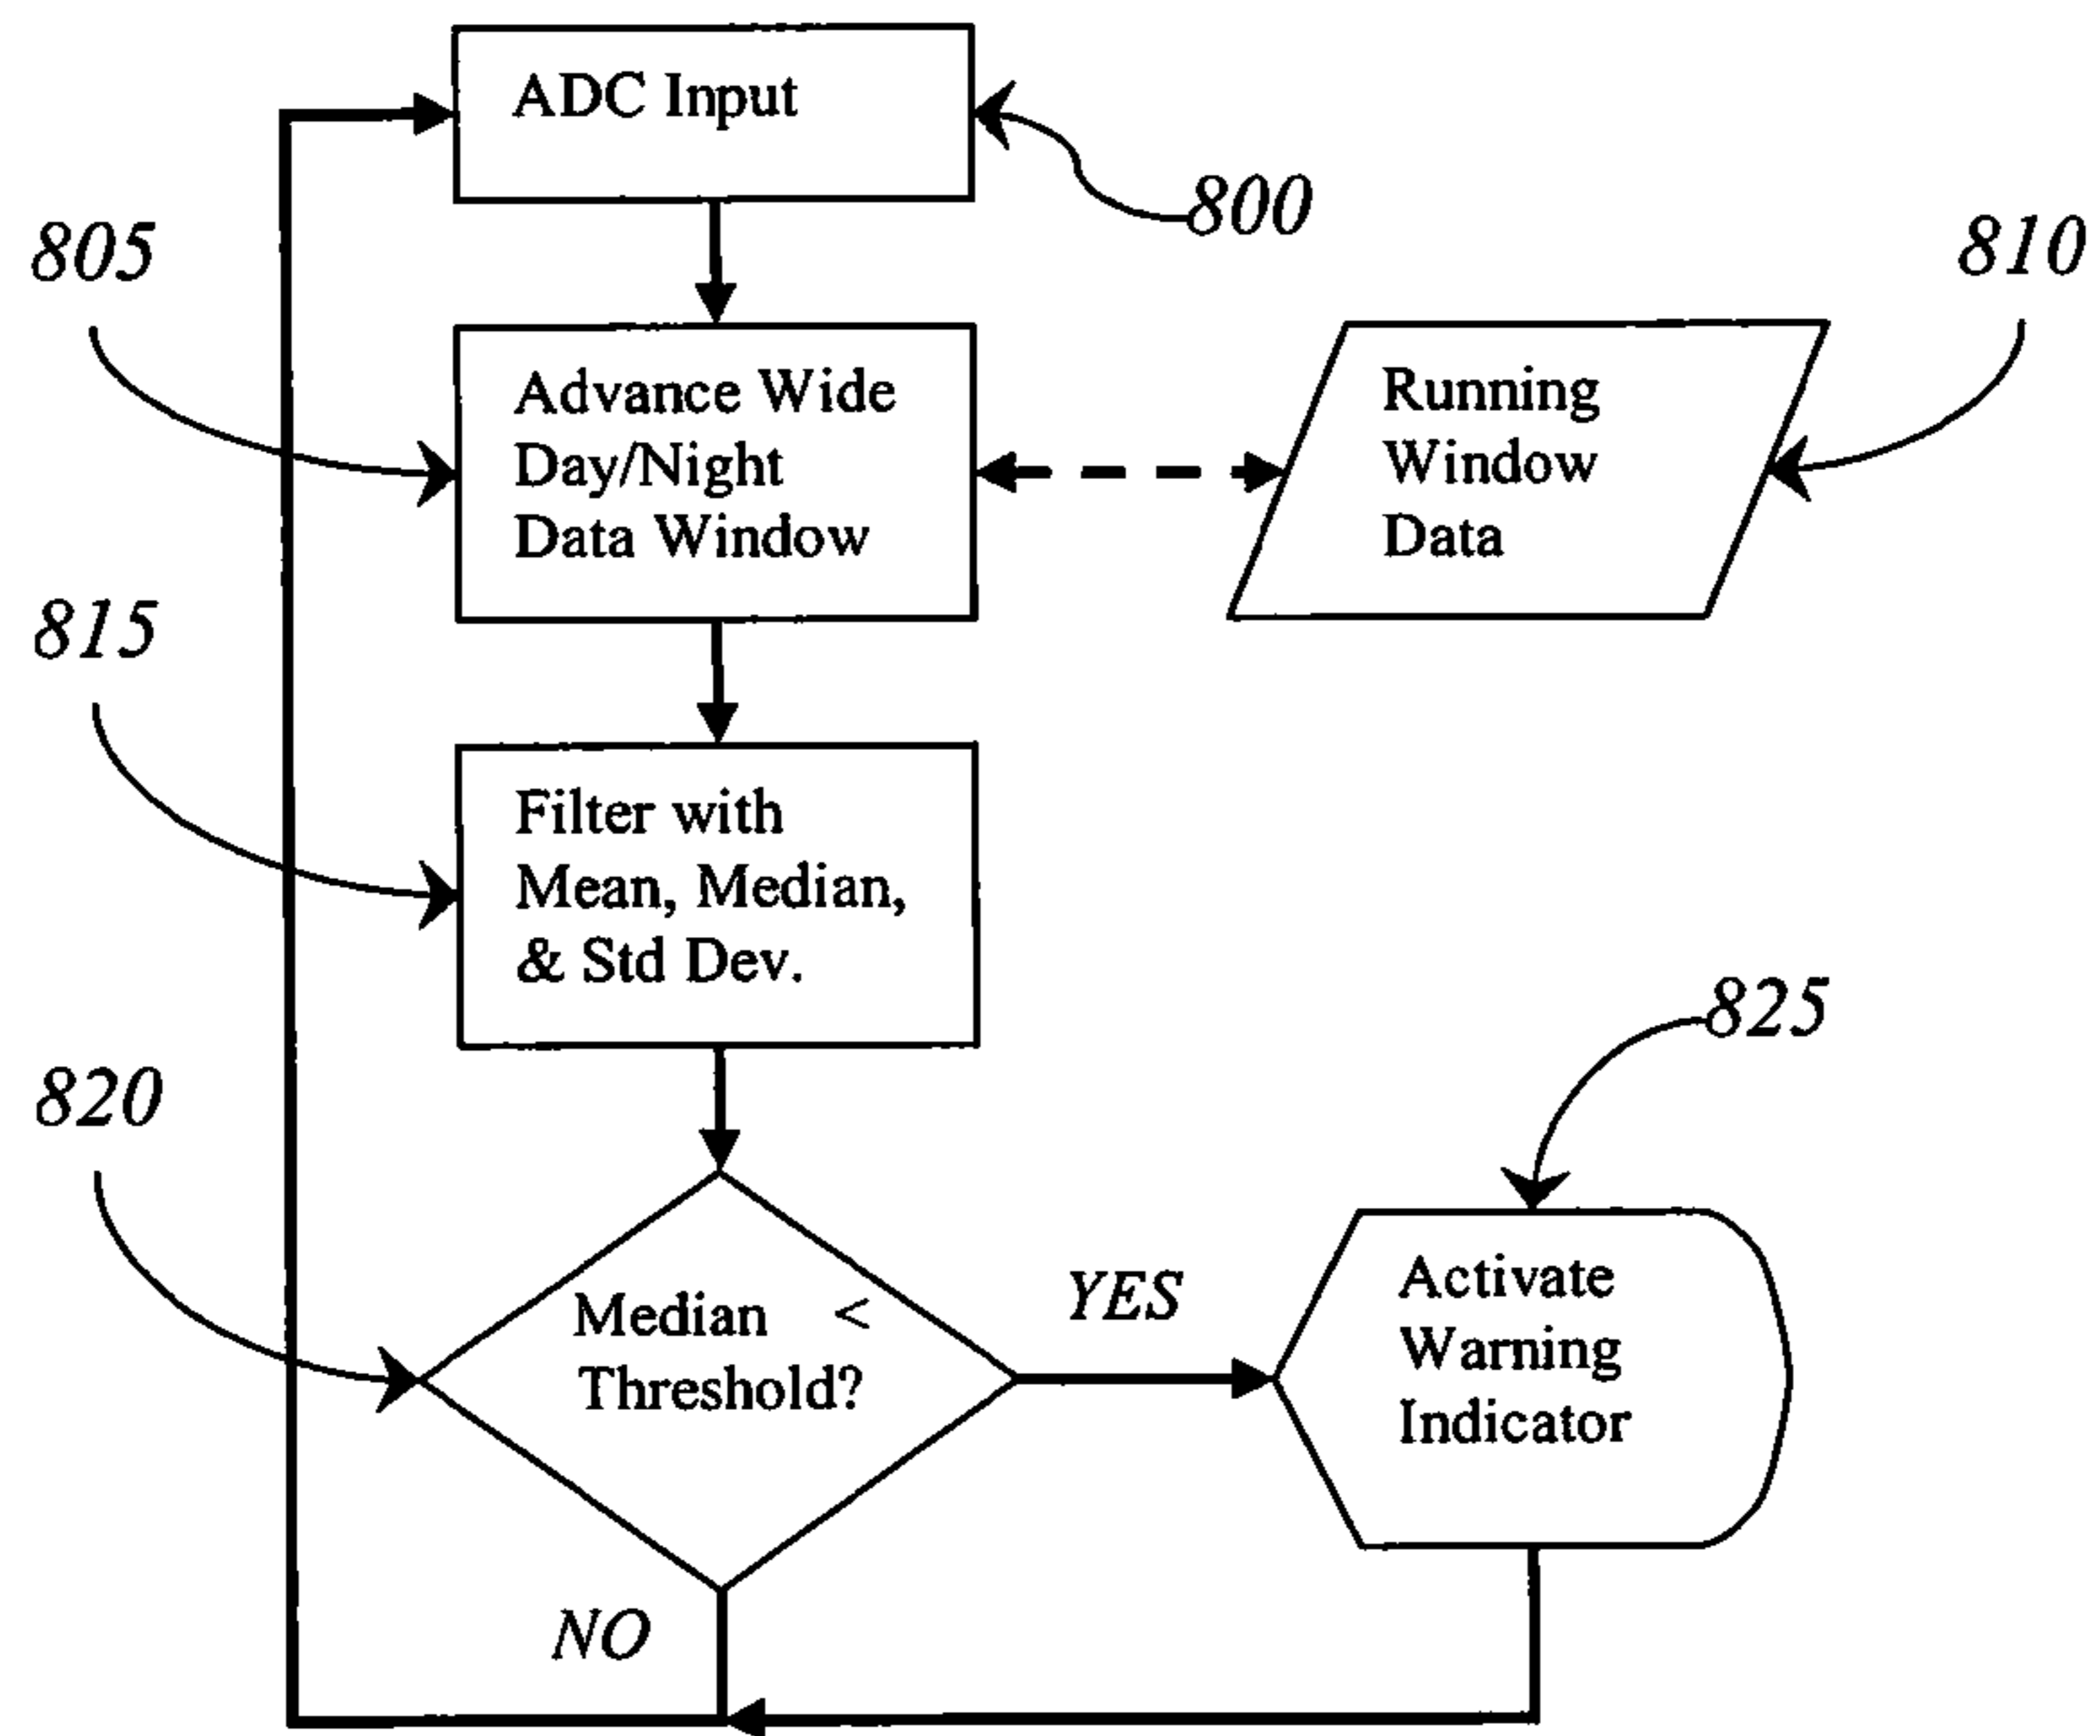 ADC Input
800
805
810
Advance Wide
Day/Night
Data Window
Running
Window
Data
815
Filter with
Mean, Median,
& Std Dev.
820
825
Median <
Threshold?
YES
Activate
Warning
Indicator
NO